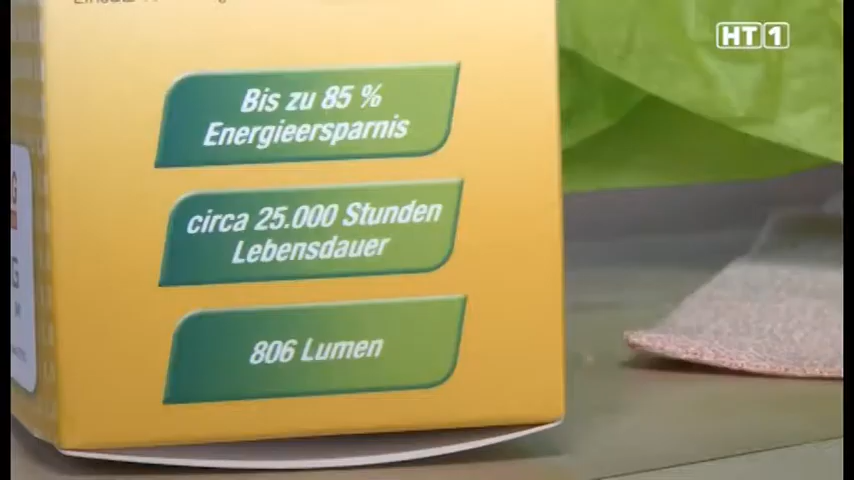 HT1
Bis zu 85 %
Energieersparnis
circa 25.000 Stunden
Lebensdauer
806 Lumen